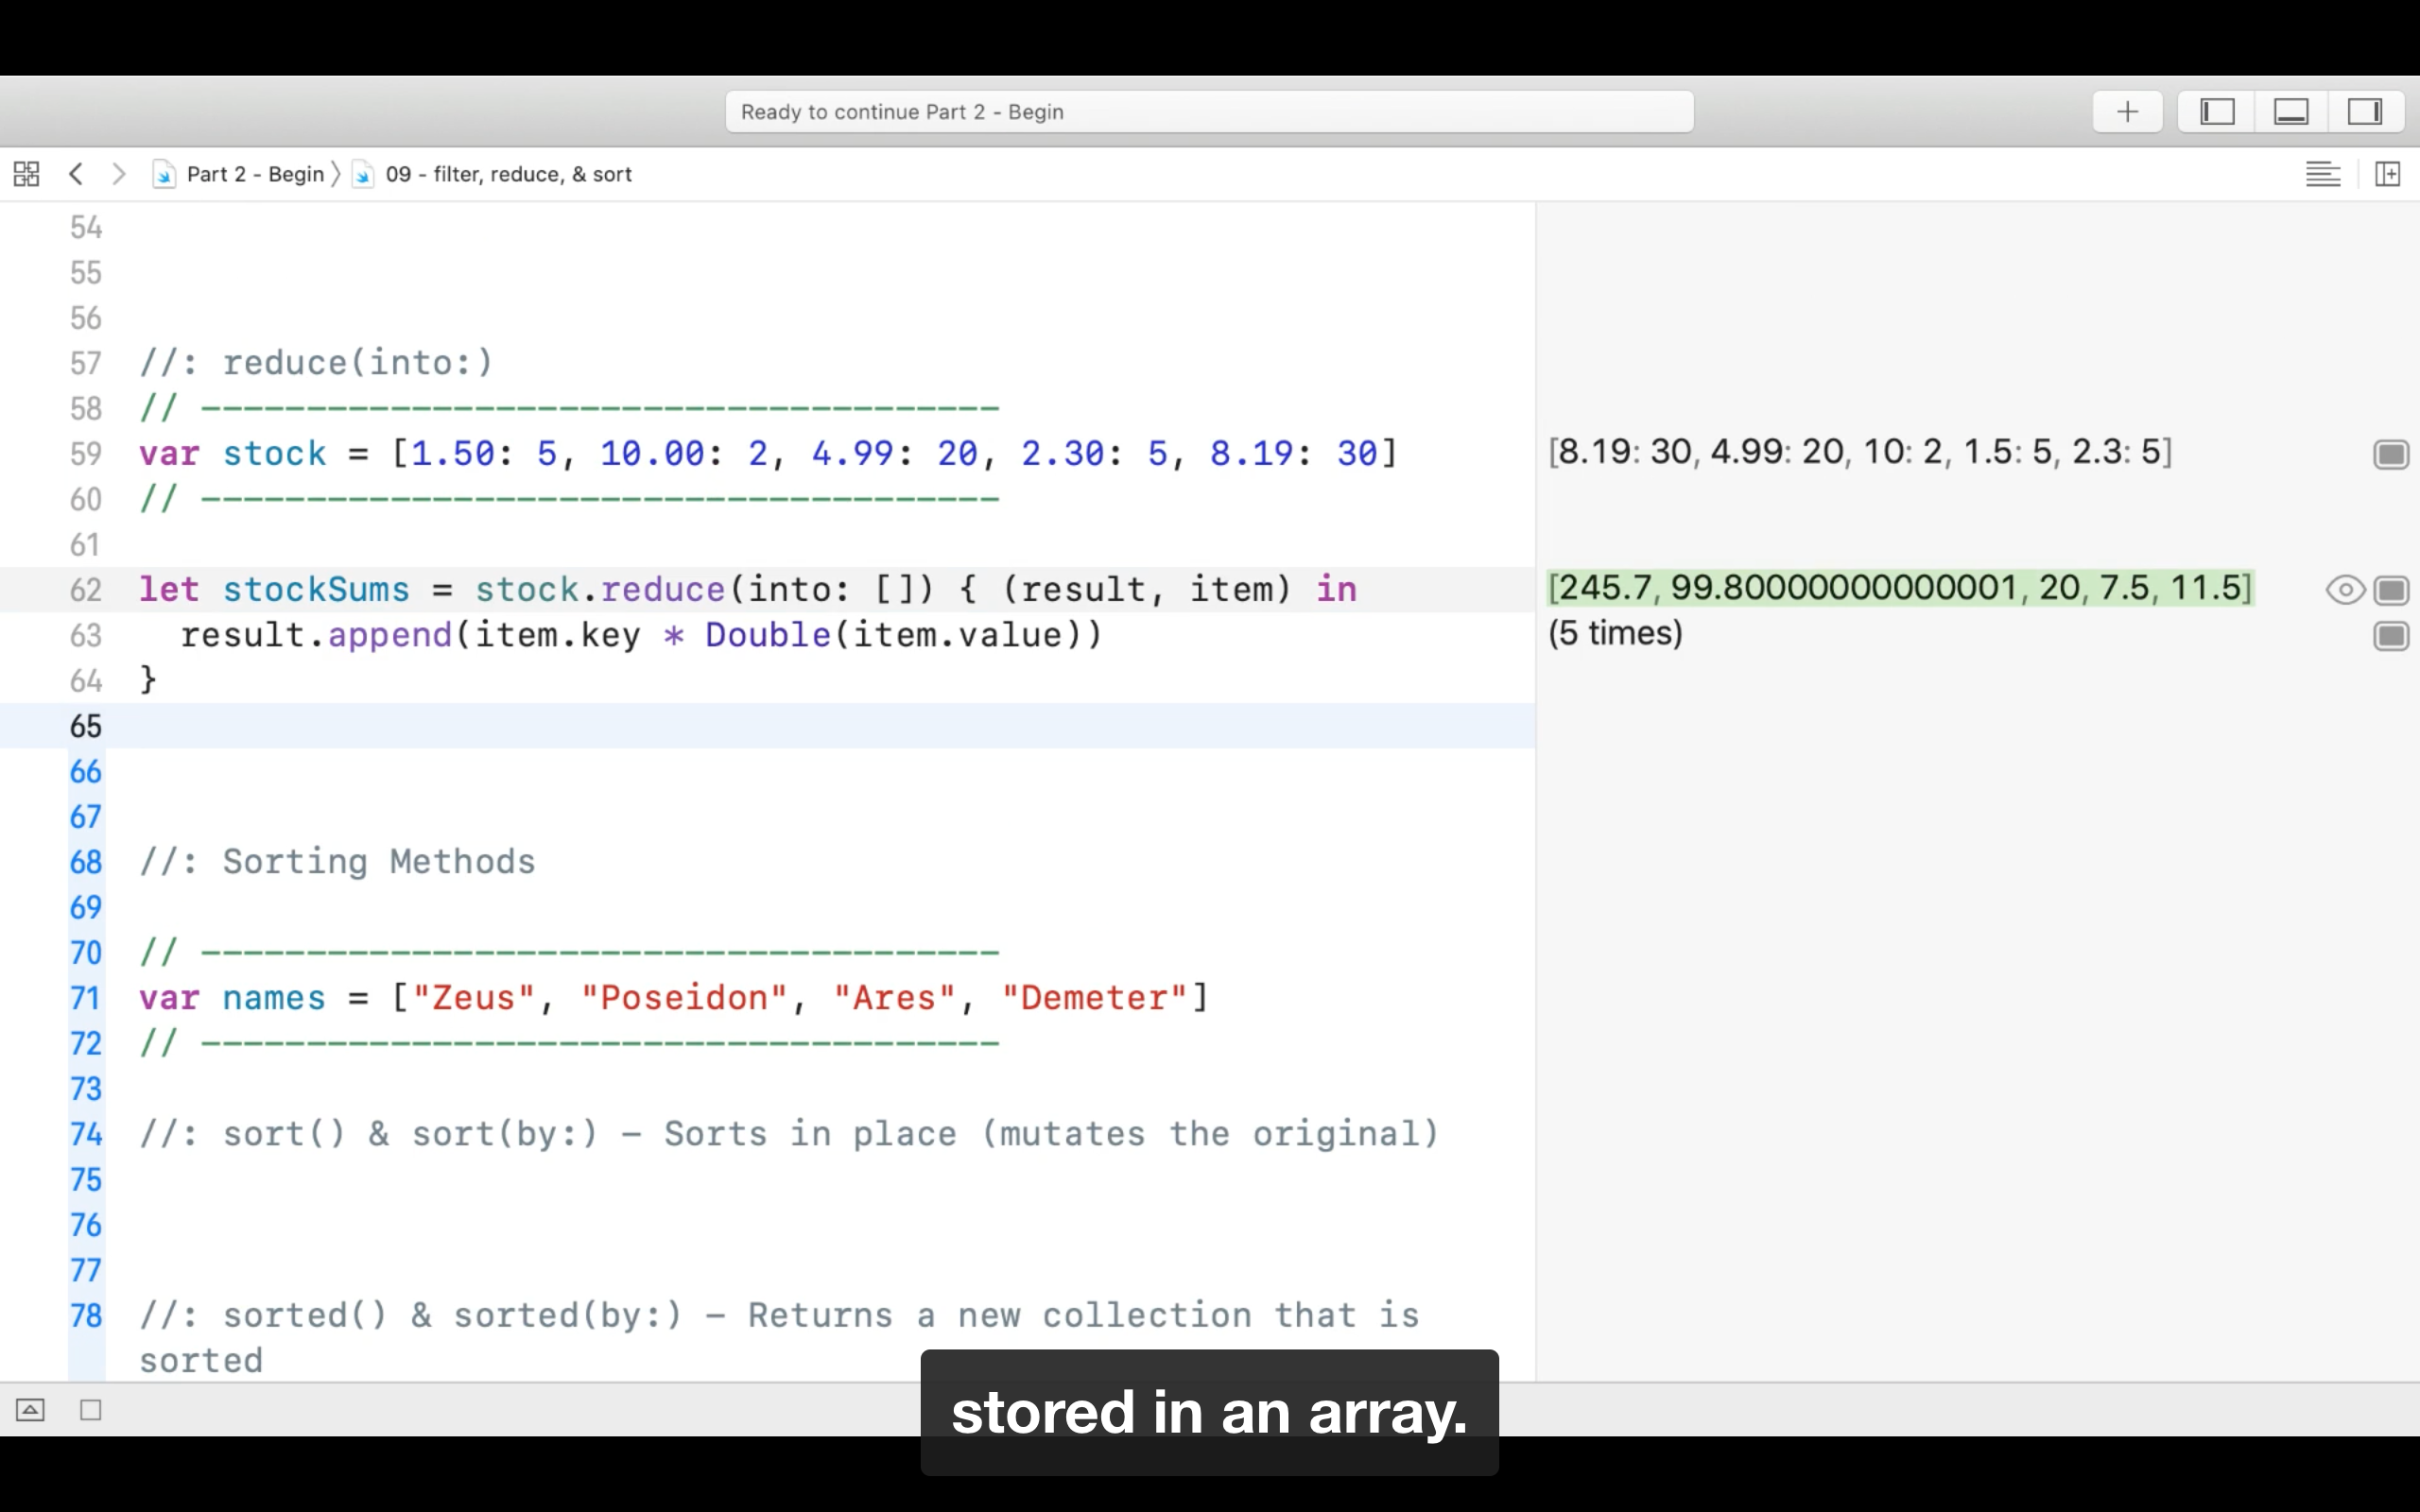 Ready to continue Part 2 - Begin
Part 2 - Begin 〉 09 - filter, reduce, & sort
54
55
56
57 //: reduce(into:)
58 // --------------------------------------
59 var stock = [1.50: 5, 10.00: 2, 4.99: 20, 2.30: 5, 8.19: 30] [8.19: 30, 4.99: 20, 10: 2, 1.5: 5, 2.3: 5]
60 // --------------------------------------
61
62 let stockSums = stock.reduce(into: []) { (result, item) in [245.7, 99.80000000000001, 20, 7.5, 11.5]
63 result.append(item.key * Double(item.value)) (5 times)
64 }
65
66
67
68 //: Sorting Methods
69
70 // --------------------------------------
71 var names = ["Zeus", "Poseidon", "Ares", "Demeter"]
72 // --------------------------------------
73
74 //: sort() & sort(by:) – Sorts in place (mutates the original)
75
76
77
78 //: sorted() & sorted(by:) – Returns a new collection that is
sorted
stored in an array.